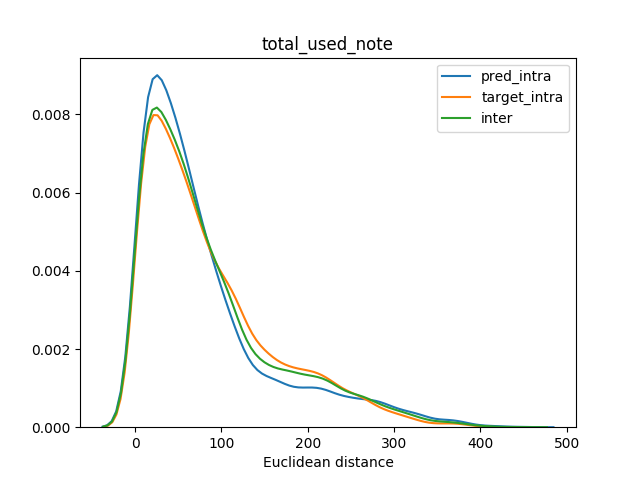 total_used_note
pred_intra
target_intra
inter
0.008
0.006
0.004
0.002
0.000
0 100 200 300 400 500
Euclidean distance